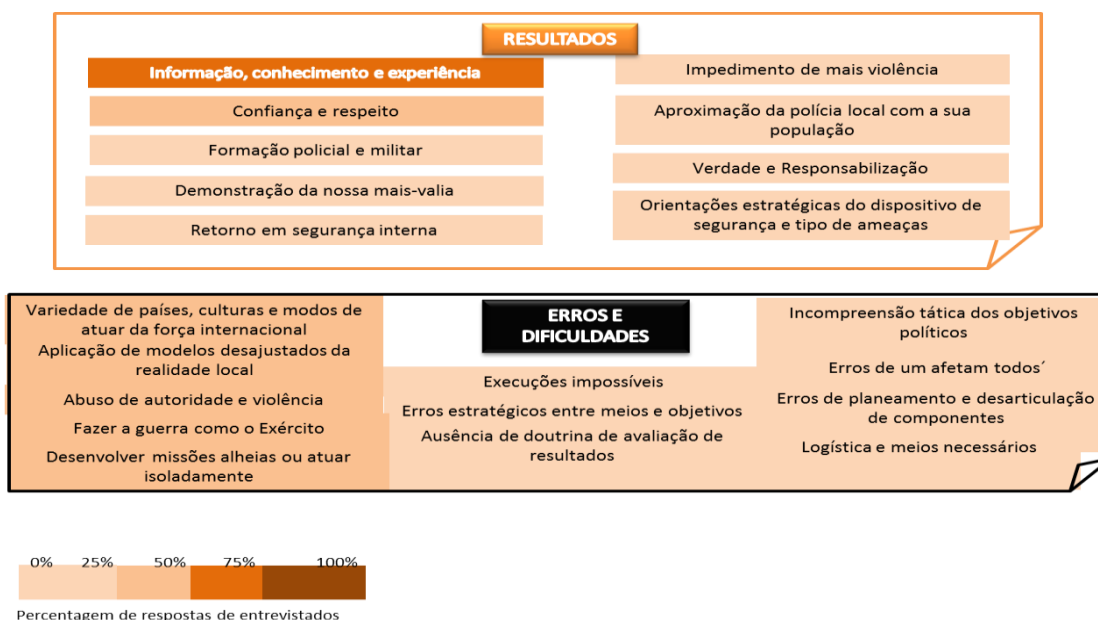 RESULTADOS
Informação, conhecimento e experiência
Confiança e respeito
Formação policial e militar
Demonstração da nossa mais-valia
Retorno em segurança interna
Impedimento de mais violência
Aproximação da polícia local com a sua
população
Verdade e Responsabilização
Orientações estratégicas do dispositivo de
segurança e tipo de ameaças
ERROS E
DIFICULDADES
Variedade de países, culturas e modos de
atuar da força internacional
Aplicação de modelos desajustados da
realidade local
Abuso de autoridade e violência
Fazer a guerra como o Exército
Desenvolver missões alheias ou atuar
isoladamente
Execuções impossíveis
Erros estratégicos entre meios e objetivos
Ausência de doutrina de avaliação de
resultados
Incompreensão tática dos objetivos
políticos
Erros de um afetam todos´
Erros de planeamento e desarticulação
de componentes
Logística e meios necessários
0% 25% 50% 75% 100%
Percentagem de respostas de entrevistados